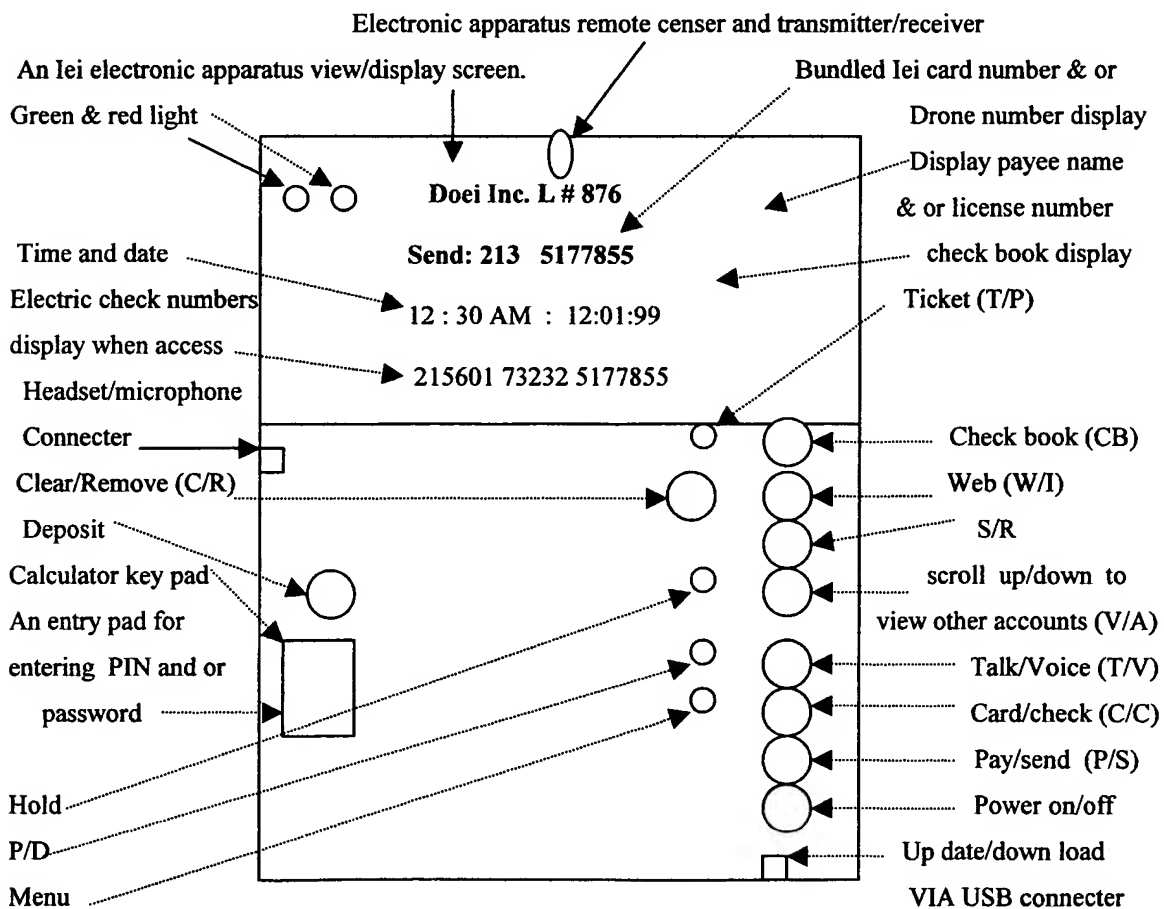 Electronic apparatus remote censer and transmitter/receiver
An Iei electronic apparatus view/display screen.
Green & red light
Bundled Iei card number & or
Drone number display
Display payee name
& or license number
check book display
Ticket (T/P)
Doei Inc. L # 876
Send: 213 5177855
12 : 30 AM : 12:01:99
215601 73232 5177855
Time and date
Electric check numbers
display when access
Headset/microphone
Connecter
Clear/Remove (C/R)
Deposit
Calculator key pad
An entry pad for
entering PIN and or
password
Hold
P/D
Menu
Check book (CB)
Web (W/I)
S/R
scroll up/down to
view other accounts (V/A)
Talk/Voice (T/V)
Card/check (C/C)
Pay/send (P/S)
Power on/off
Up date/down load
VIA USB connecter